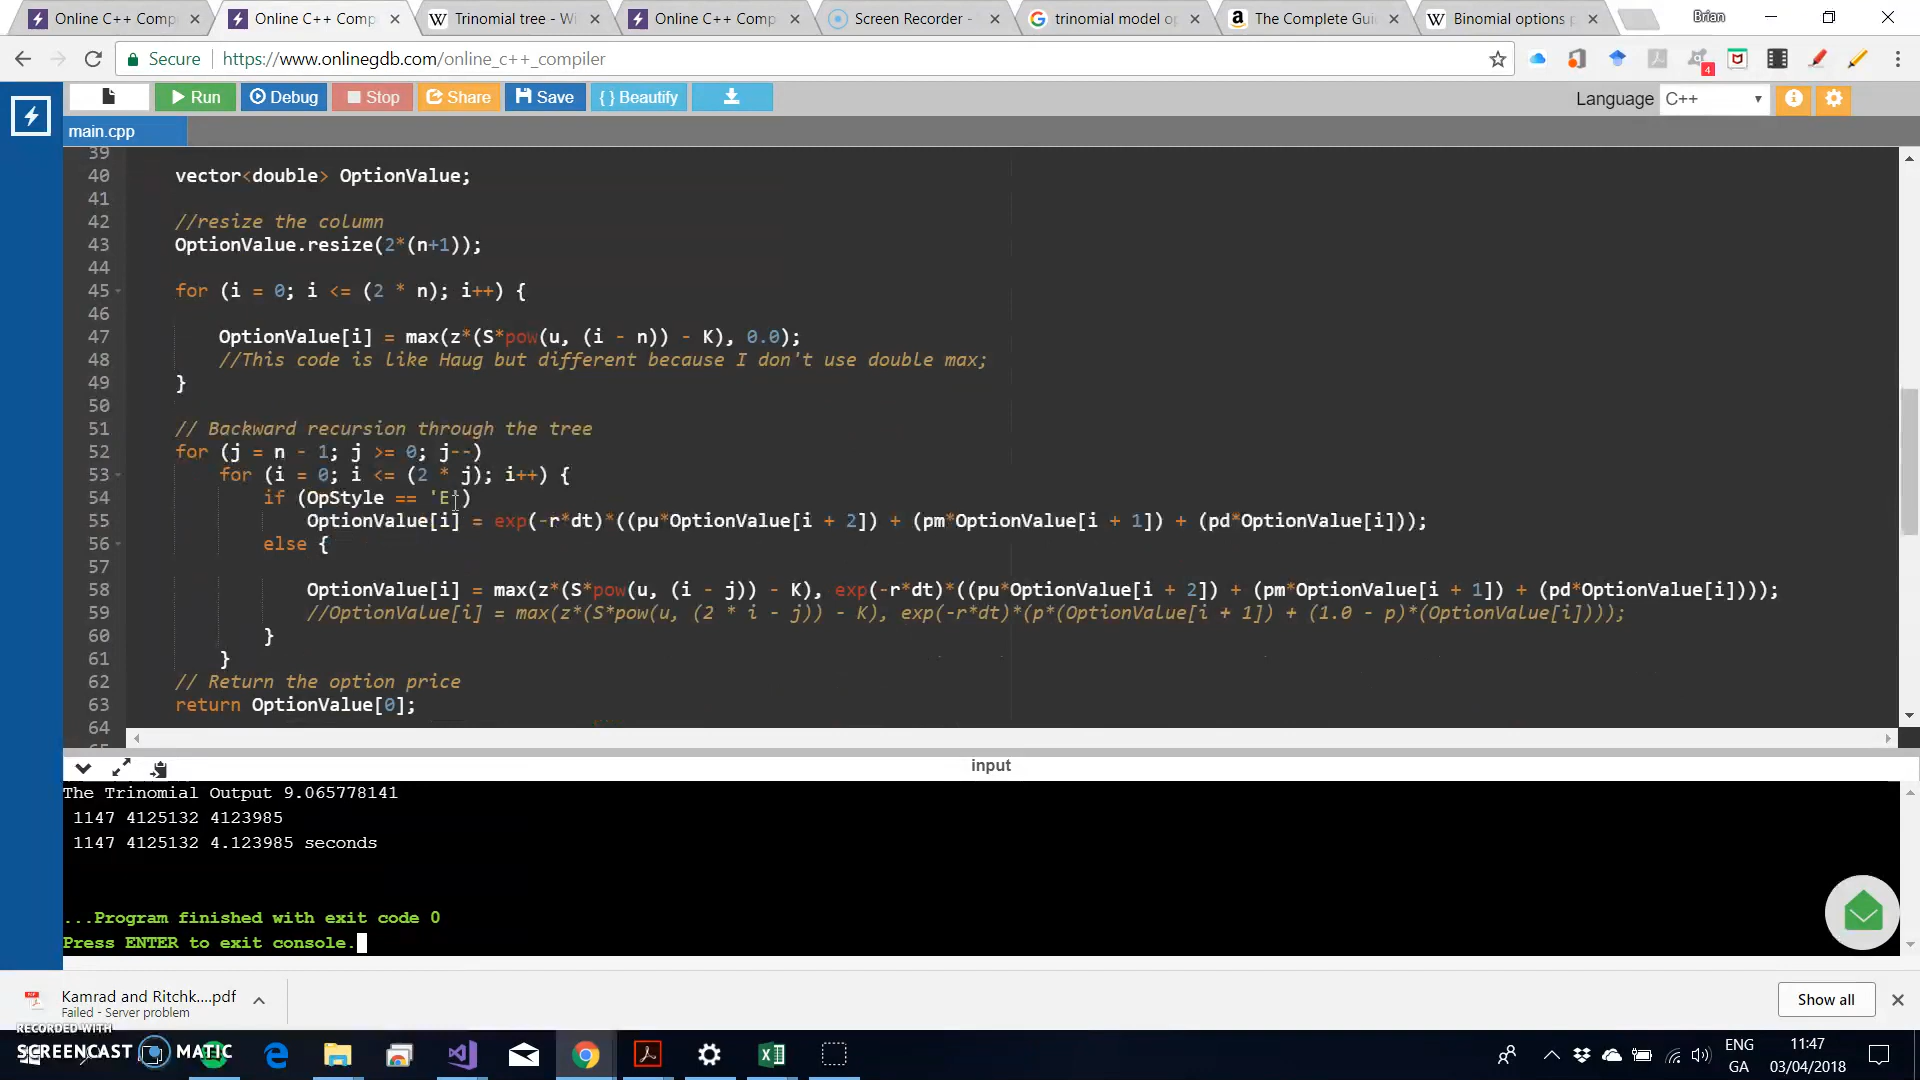 Online C++ Comp
Online C++ Comp
Trinomial tree - Wi
Online C++ Comp
Screen Recorder -
trinomial model op
The Complete Gui
Binomial options p
Brian
Secure
https://www.onlinegdb.com/online_c++_compiler
4
Run
Debug
Stop
Share
Save
{ } Beautify
Language
C++
main.cpp
39
40 vector<double> OptionValue;
41
42 //resize the column
43 OptionValue.resize(2*(n+1));
44
45 for (i = 0; i <= (2 * n); i++) {
46
47 OptionValue[i] = max(z*(S*pow(u, (i - n)) - K), 0.0);
48 //This code is like Haug but different because I don't use double max;
49 }
50
51 // Backward recursion through the tree
52 for (j = n - 1; j >= 0; j--)
53 for (i = 0; i <= (2 * j); i++) {
54 if (OpStyle == 'E')
55 OptionValue[i] = exp(-r*dt)*((pu*OptionValue[i + 2]) + (pm*OptionValue[i + 1]) + (pd*OptionValue[i]));
56 else {
57
58 OptionValue[i] = max(z*(S*pow(u, (i - j)) - K), exp(-r*dt)*((pu*OptionValue[i + 2]) + (pm*OptionValue[i + 1]) + (pd*OptionValue[i])));
59 //OptionValue[i] = max(z*(S*pow(u, (2 * i - j)) - K), exp(-r*dt)*(p*(OptionValue[i + 1]) + (1.0 - p)*(OptionValue[i])));
60 }
61 }
62 // Return the option price
63 return OptionValue[0];
64
input
The Trinomial Output 9.065778141
1147 4125132 4123985
1147 4125132 4.123985 seconds
...Program finished with exit code 0
Press ENTER to exit console.
Kamrad and Ritchk....pdf
Failed - Server problem
Show all
RECORDED WITH
SCREENCAST MATIC
ENG
GA
11:47
03/04/2018